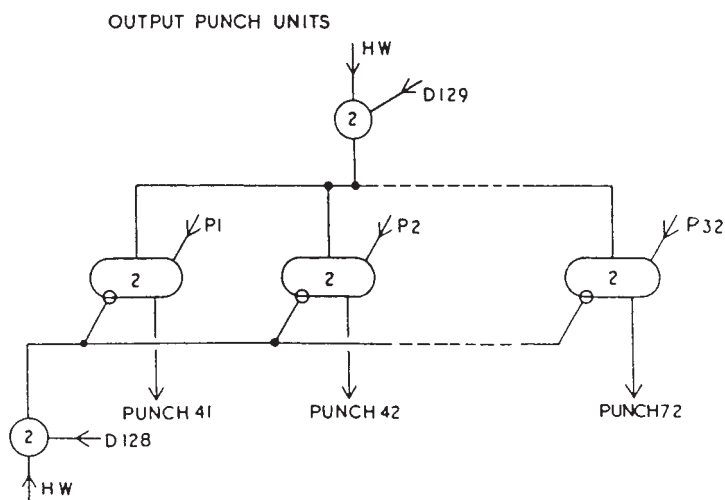 OUTPUT PUNCH UNITS
HW
D129
2
P1
P2
P32
2
2
2
PUNCH 41
PUNCH 42
PUNCH72
2
D128
HW